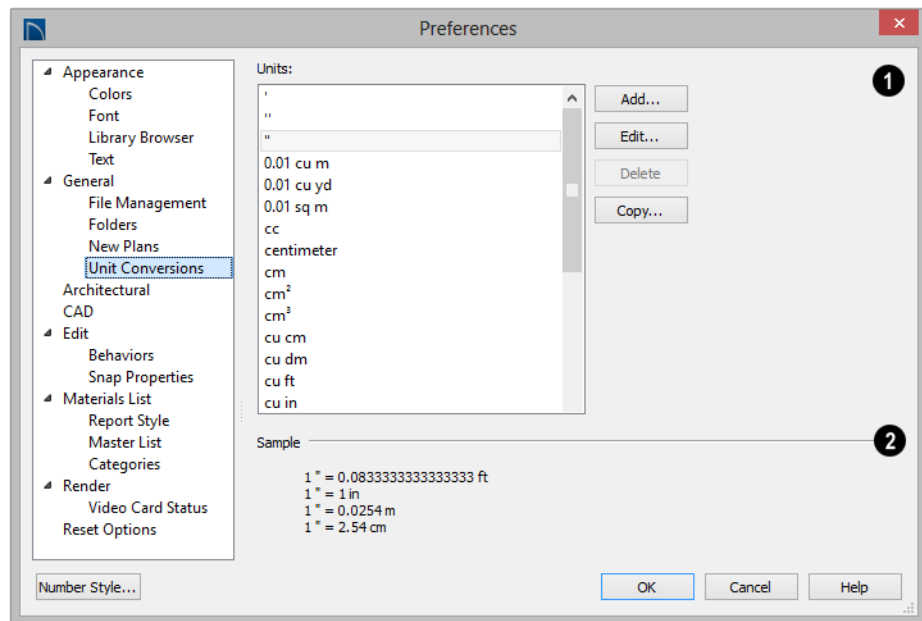 Preferences
Appearance
Colors
Font
Library Browser
Text
General
File Management
Folders
New Plans
Unit Conversions
Architectural
CAD
Edit
Behaviors
Snap Properties
Materials List
Report Style
Master List
Categories
Render
Video Card Status
Reset Options
Units:
'
''
"
0.01 cu m
0.01 cu yd
0.01 sq m
cc
centimeter
cm
cm²
cm³
cu cm
cu dm
cu ft
cu in
Add...
Edit...
Delete
Copy...
1
Sample
2
1 " = 0.0833333333333333 ft
1 " = 1 in
1 " = 0.0254 m
1 " = 2.54 cm
Number Style...
OK
Cancel
Help